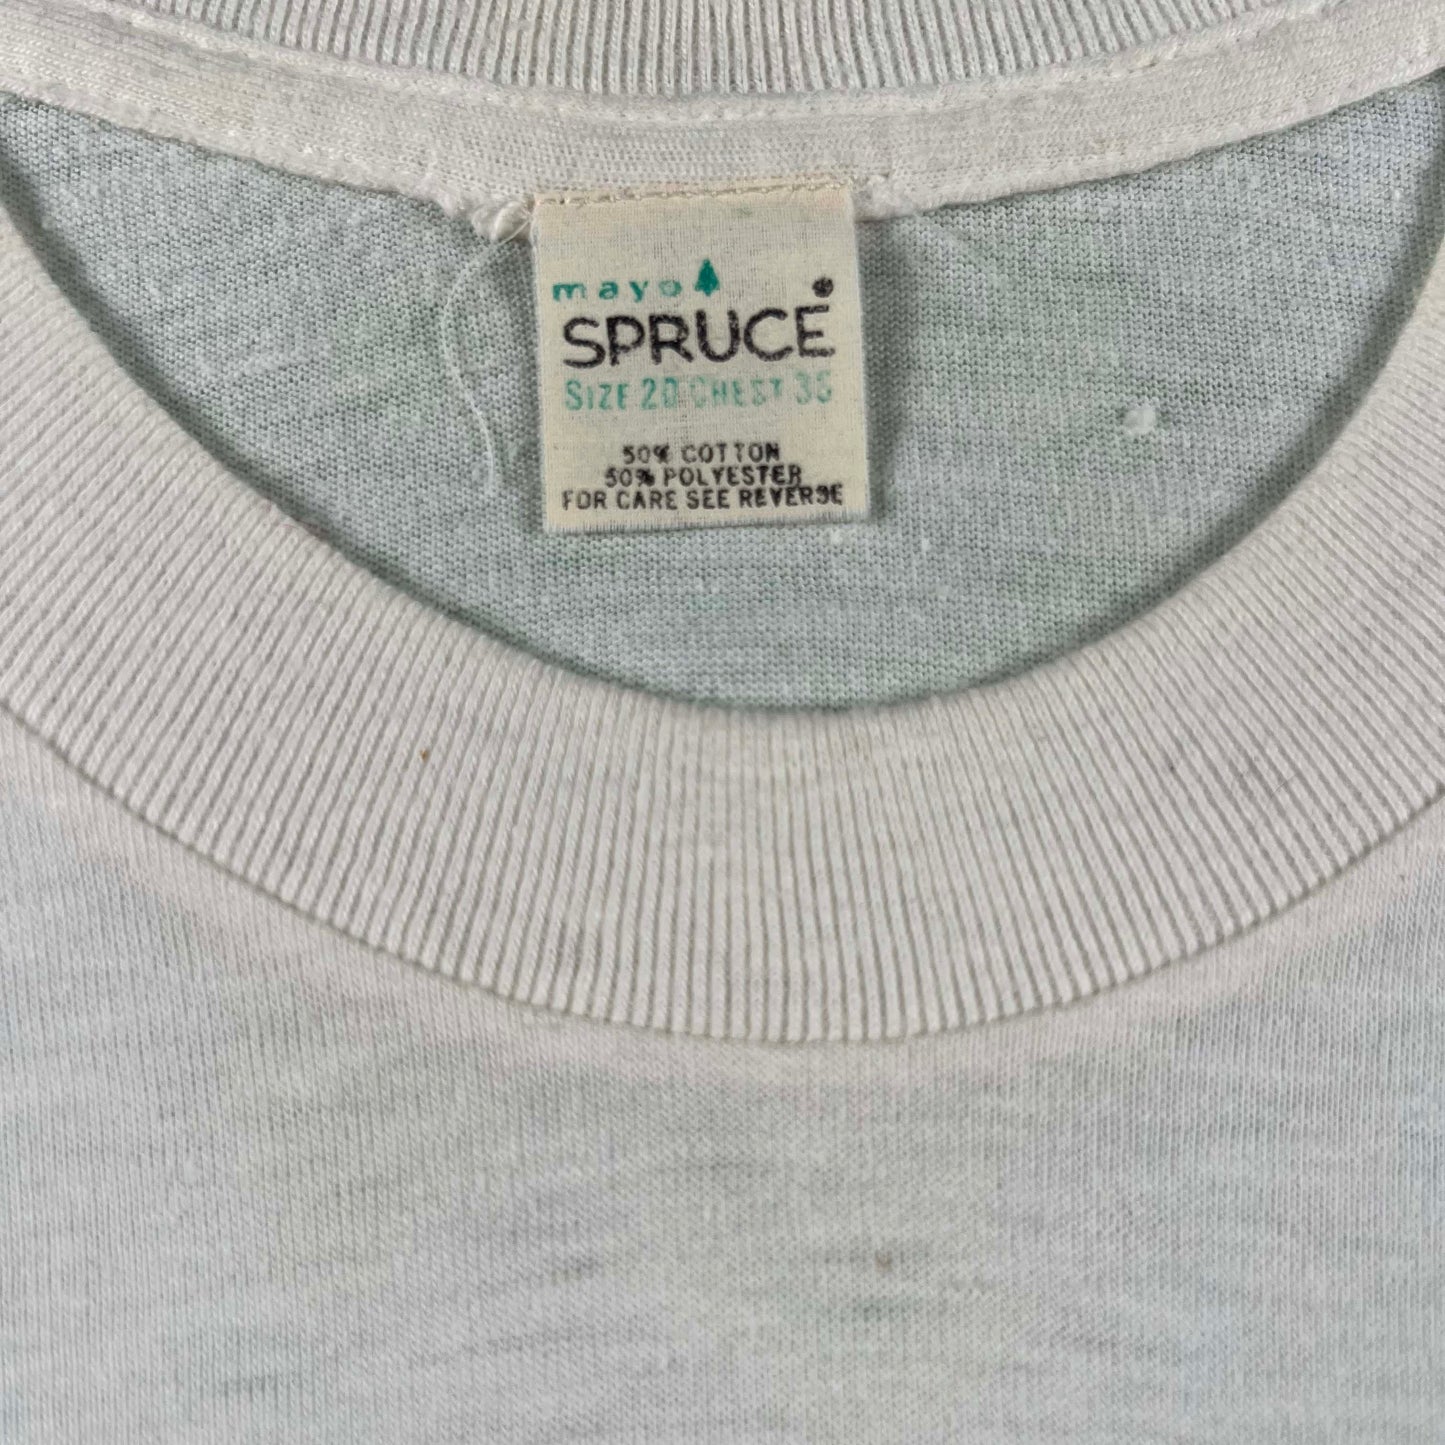 mayo
SPRUCE
SIZE 20 CHEST 36
50% COTTON
50% POLYESTER
FOR CARE SEE REVERSE